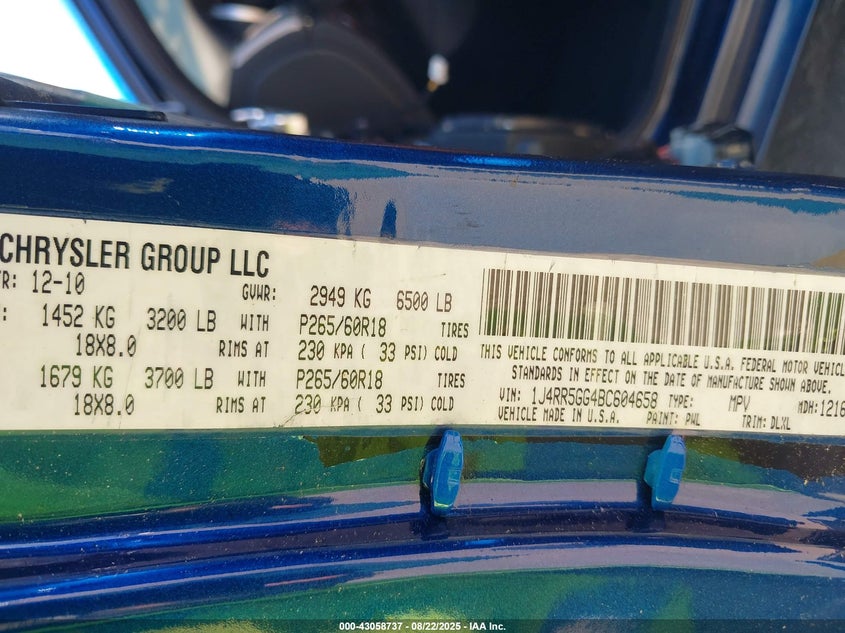 CHRYSLER GROUP LLC
TR: 12-10
GVWR: 2949 KG 6500 LB
: 1452 KG 3200 LB WITH P265/60R18 TIRES
18X8.0 RIMS AT 230 KPA ( 33 PSI) COLD
1679 KG 3700 LB WITH P265/60R18 TIRES
18X8.0 RIMS AT 230 KPA ( 33 PSI) COLD
THIS VEHICLE CONFORMS TO ALL APPLICABLE U.S.A. FEDERAL MOTOR VEHICL
STANDARDS IN EFFECT ON THE DATE OF MANUFACTURE SHOWN ABOVE.
VIN: 1J4RR5GG4BC604658 TYPE: MPV MDH:1216
VEHICLE MADE IN U.S.A. PAINT: PWL TRIM: DLXL
000-43058737 - 08/22/2025 - IAA Inc.